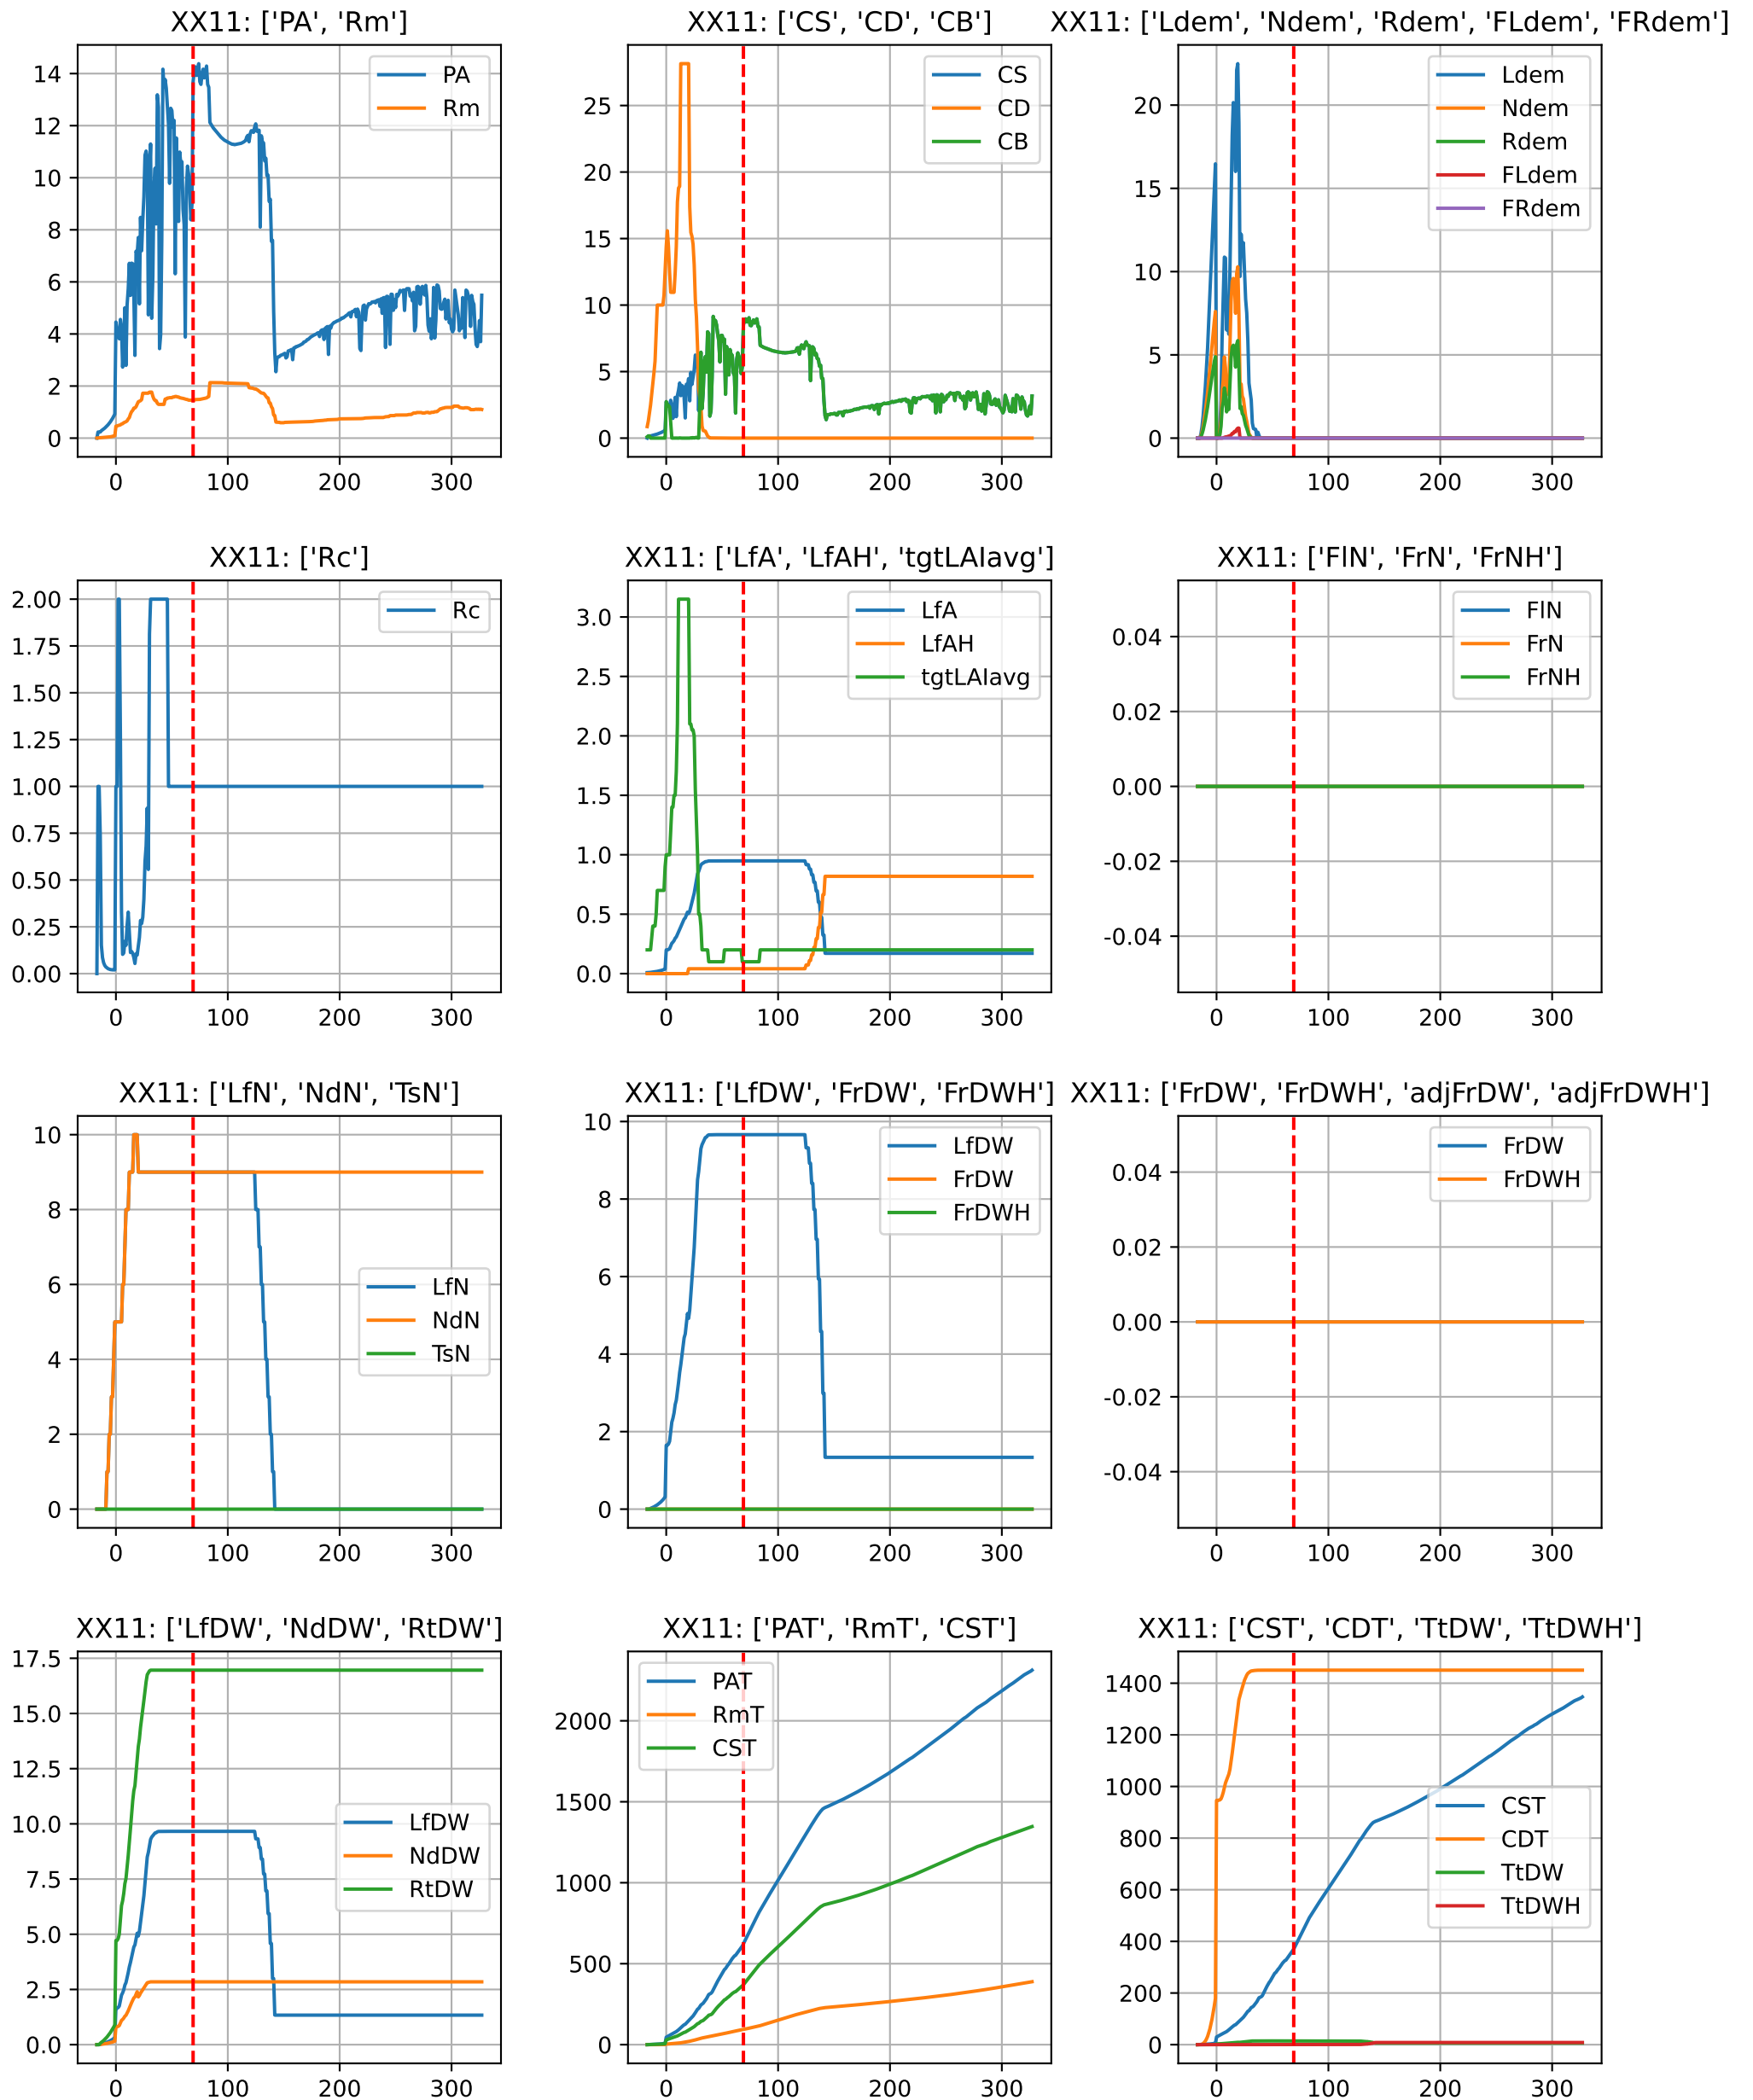 XX11: ['PA', 'Rm']
14
12
10
8
6
4
2
0
0 100 200 300
PA
Rm
XX11: ['CS', 'CD', 'CB']
25
20
15
10
5
0
0 100 200 300
CS
CD
CB
XX11: ['Ldem', 'Ndem', 'Rdem', 'FLdem', 'FRdem']
20
15
10
5
0
0 100 200 300
Ldem
Ndem
Rdem
FLdem
FRdem
XX11: ['Rc']
2.00
1.75
1.50
1.25
1.00
0.75
0.50
0.25
0.00
0 100 200 300
Rc
XX11: ['LfA', 'LfAH', 'tgtLAIavg']
3.0
2.5
2.0
1.5
1.0
0.5
0.0
0 100 200 300
LfA
LfAH
tgtLAIavg
XX11: ['FlN', 'FrN', 'FrNH']
0.04
0.02
0.00
-0.02
-0.04
0 100 200 300
FlN
FrN
FrNH
XX11: ['LfN', 'NdN', 'TsN']
10
8
6
4
2
0
0 100 200 300
LfN
NdN
TsN
XX11: ['LfDW', 'FrDW', 'FrDWH']
10
8
6
4
2
0
0 100 200 300
LfDW
FrDW
FrDWH
XX11: ['FrDW', 'FrDWH', 'adjFrDW', 'adjFrDWH']
0.04
0.02
0.00
-0.02
-0.04
0 100 200 300
FrDW
FrDWH
XX11: ['LfDW', 'NdDW', 'RtDW']
17.5
15.0
12.5
10.0
7.5
5.0
2.5
0.0
0 100 200 300
LfDW
NdDW
RtDW
XX11: ['PAT', 'RmT', 'CST']
2000
1500
1000
500
0
0 100 200 300
PAT
RmT
CST
XX11: ['CST', 'CDT', 'TtDW', 'TtDWH']
1400
1200
1000
800
600
400
200
0
0 100 200 300
CST
CDT
TtDW
TtDWH